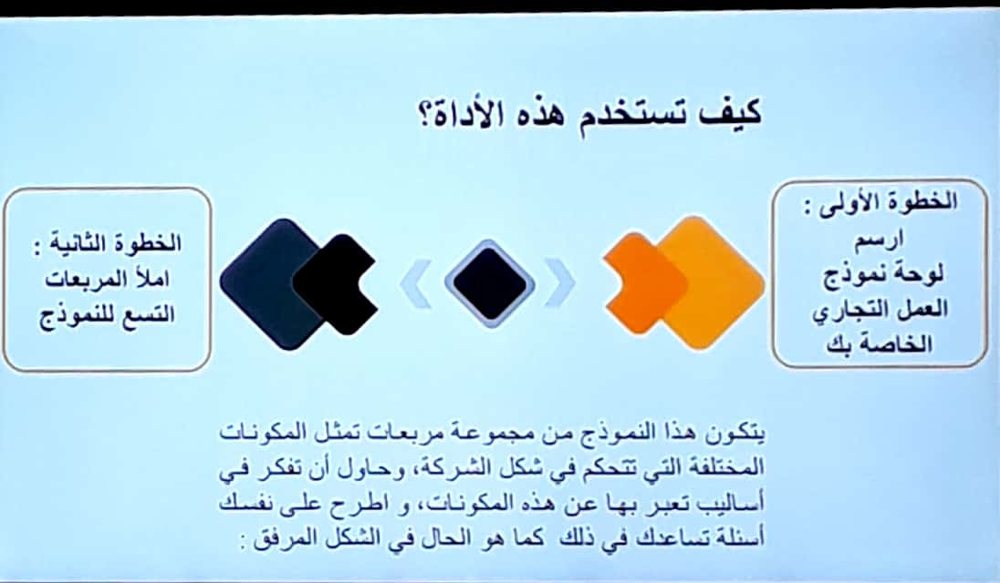 كيف تستخدم هذه الأداة؟
الخطوة الأولى :
ارسم
لوحة نموذج
العمل التجاري
الخاصة بك
الخطوة الثانية :
املأ المربعات
التسع للنموذج
يتكون هذا النموذج من مجموعة مربعات تمثل المكونات
المختلفة التي تتحكم في شكل الشركة، وحاول أن تفكر في
أساليب تعبر بها عن هذه المكونات، و اطرح على نفسك
أسئلة تساعدك في ذلك كما هو الحال في الشكل المرفق :